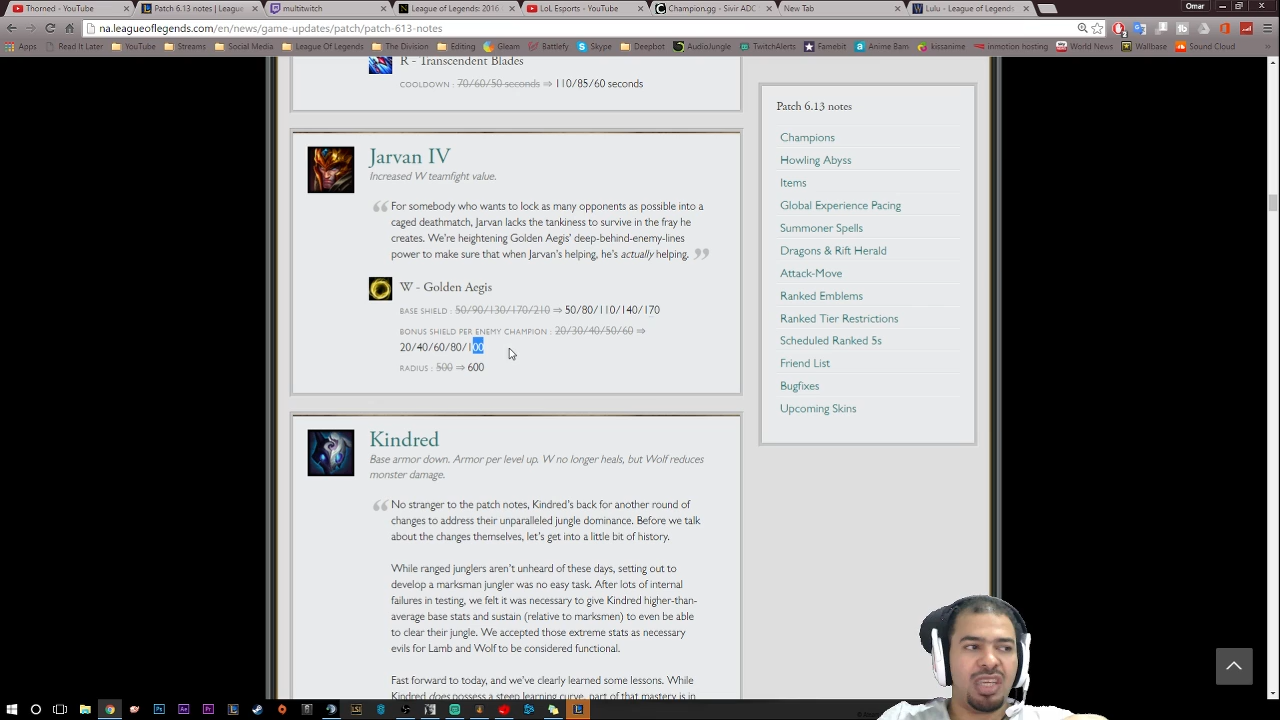 Thorned - YouTube
Patch 6.13 notes | League
multitwitch
League of Legends: 2016
LoL Esports - YouTube
Champion.gg - Sivir ADC
New Tab
Lulu - League of Legends
Omar
na.leagueoflegends.com/en/news/game-updates/patch/patch-613-notes
Apps
Read It Later
YouTube
Streams
Social Media
League Of Legends
The Division
Editing
Gleam
Battlefy
Skype
Deepbot
AudioJungle
TwitchAlerts
Famebit
Anime Bam
kissanime
inmotion hosting
World News
Wallbase
Sound Cloud
R - Transcendent Blades
COOLDOWN : 70/60/50 seconds ⇒ 110/85/60 seconds
Jarvan IV
Increased W teamfight value.
For somebody who wants to lock as many opponents as possible into a
caged deathmatch, Jarvan lacks the tankiness to survive in the fray he
creates. We're heightening Golden Aegis' deep-behind-enemy-lines
power to make sure that when Jarvan's helping, he's actually helping.
W - Golden Aegis
BASE SHIELD : 50/90/130/170/210 ⇒ 50/80/110/140/170
BONUS SHIELD PER ENEMY CHAMPION : 20/30/40/50/60 ⇒
20/40/60/80/100
RADIUS : 500 ⇒ 600
Kindred
Base armor down. Armor per level up. W no longer heals, but Wolf reduces
monster damage.
No stranger to the patch notes, Kindred's back for another round of
changes to address their unparalleled jungle dominance. Before we talk
about the changes themselves, let's get into a little bit of history.
While ranged junglers aren't unheard of these days, setting out to
develop a marksman jungler was no easy task. After lots of internal
failures in testing, we felt it was necessary to give Kindred higher-than-
average base stats and sustain (relative to marksmen) to even be able
to clear their jungle. We accepted those extreme stats as necessary
evils for Lamb and Wolf to be considered functional.
Fast forward to today, and we've clearly learned some lessons. While
Kindred does possess a steep learning curve, part of that mastery is in
Patch 6.13 notes
Champions
Howling Abyss
Items
Global Experience Pacing
Summoner Spells
Dragons & Rift Herald
Attack-Move
Ranked Emblems
Ranked Tier Restrictions
Scheduled Ranked 5s
Friend List
Bugfixes
Upcoming Skins